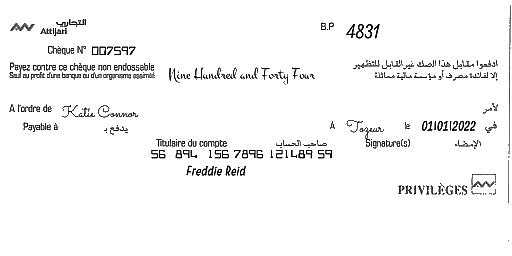 التجاري
Attijari
B.P 4831
Chèque N° 007597
Payez contre ce chèque non endossable
Sauf au profit d'une banque ou d'un organisme assimilé
Nine Hundred and Forty Four
ادفعوا مقابل هذا الصك غير القابل للتظهير
إلا لفائدة مصرف أو مؤسسة مالية مماثلة
A l'ordre de Katie Connor لأمر
Payable à يدفع بـ A Tozeur le 01/01/2022 في
Titulaire du compte صاحب الحساب Signature(s) الإمضاء
56 894 156 7896 121489 59
Freddie Reid
PRIVILÈGES